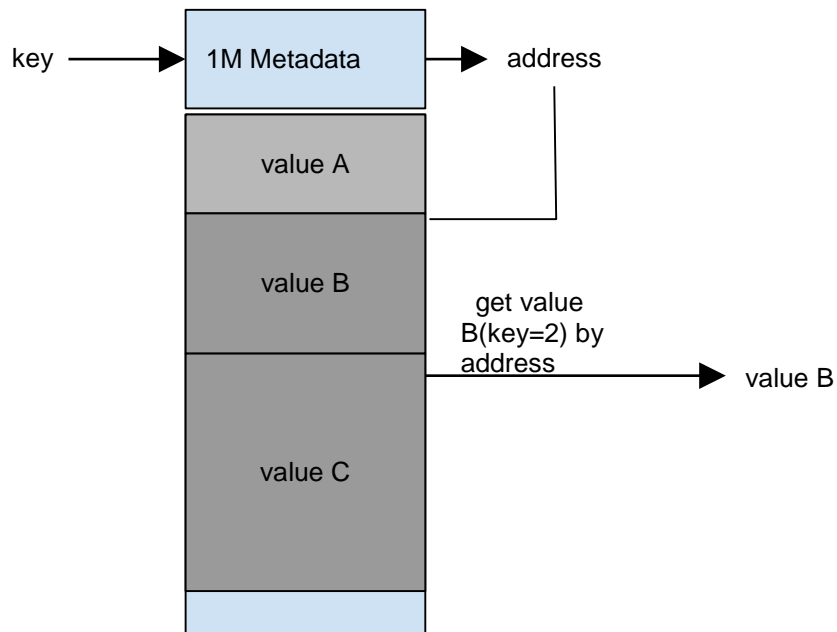 key
1M Metadata
address
value A
value B
get value
B(key=2) by
address
value B
value C